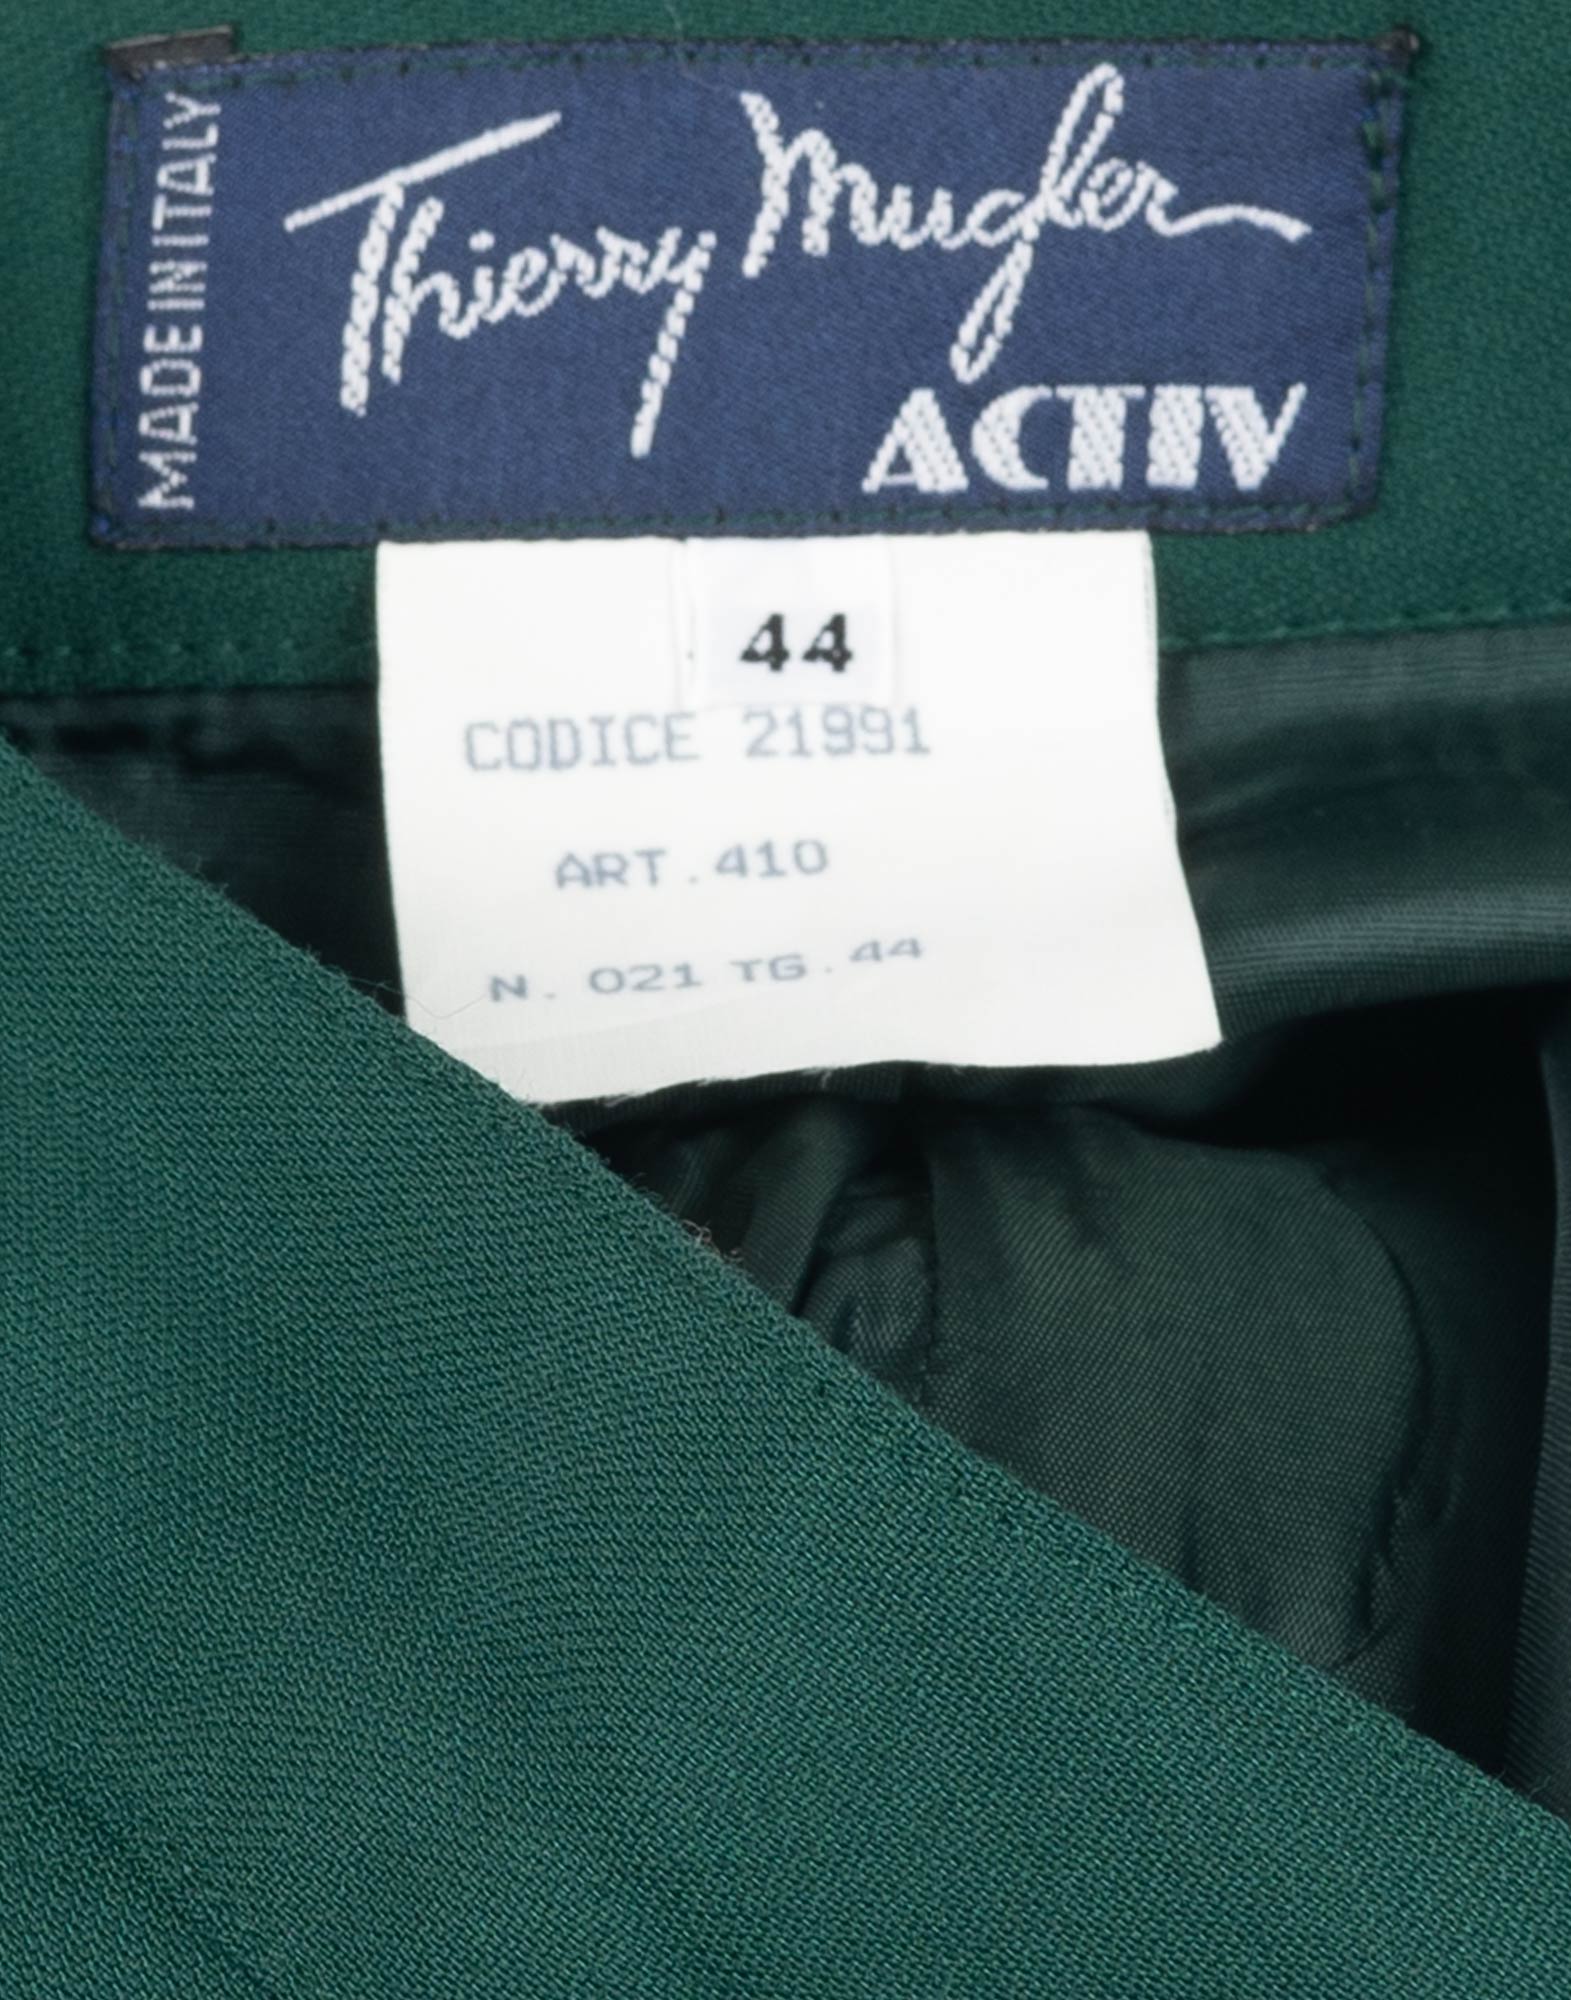 MADE IN ITALY
Thierry Mugler
ACTIV
44
CODICE 21991
ART.410
N. 021 TG.44